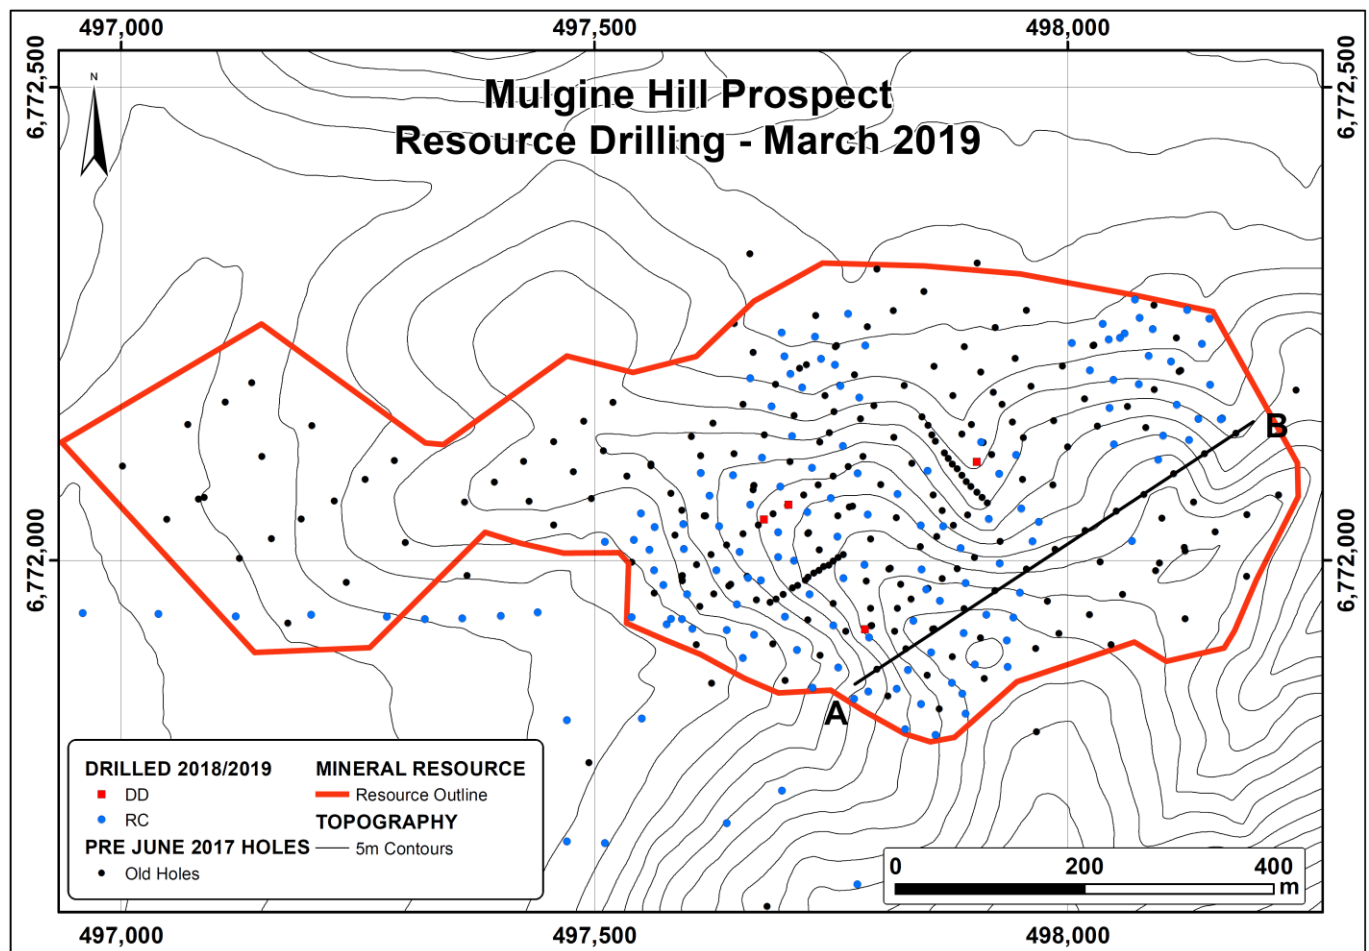 497,000 497,500 498,000
6,772,500 6,772,500
N
Mulgine Hill Prospect
Resource Drilling - March 2019
B
6,772,000 6,772,000
A
DRILLED 2018/2019
DD
RC
PRE JUNE 2017 HOLES
Old Holes
MINERAL RESOURCE
Resource Outline
TOPOGRAPHY
5m Contours
0 200 400
m
497,000 497,500 498,000